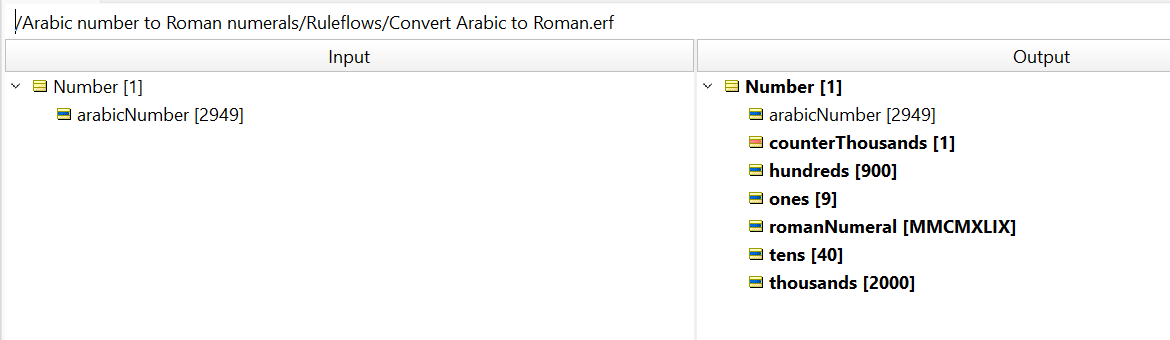 /Arabic number to Roman numerals/Ruleflows/Convert Arabic to Roman.erf
Input
Number [1]
arabicNumber [2949]
Output
Number [1]
arabicNumber [2949]
counterThousands [1]
hundreds [900]
ones [9]
romanNumeral [MMCMXLIX]
tens [40]
thousands [2000]